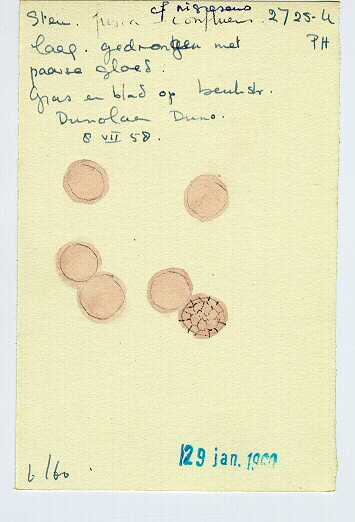 cf nigrescens
Stem. fusca confluens. 2725-4
laag. gedrongen met PH
paarse gloed.
Gras en blad op beukstr.
Dunolaan Duno.
8 VII 58.
6/60.
29 jan. 1960